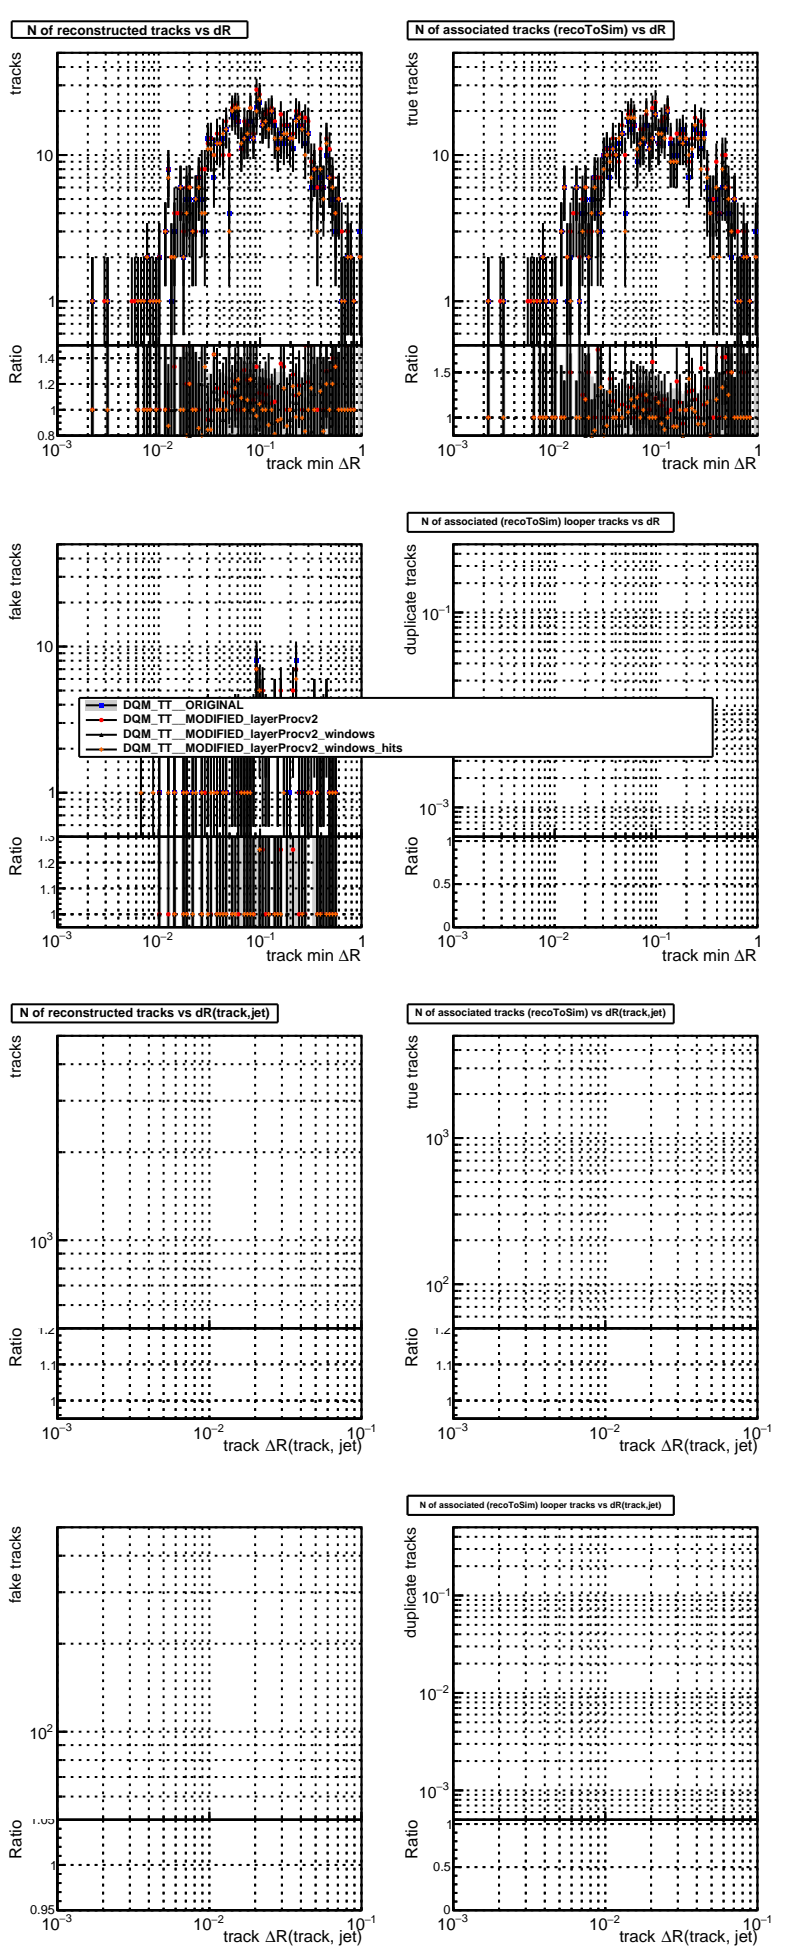 N of reconstructed tracks vs dR
tracks
10
1
Ratio
1.4
1.2
1
0.8
10−3
10−2
10−1
1
track min ΔR
N of associated tracks (recoToSim) vs dR
true tracks
10
1
Ratio
1.5
1
10−3
10−2
10−1
1
track min ΔR
fake tracks
10
1
Ratio
1.3
1.2
1.1
1
10−3
10−2
10−1
1
track min ΔR
N of associated (recoToSim) looper tracks vs dR
duplicate tracks
10−1
10−3
Ratio
1
0.5
0
10−3
10−2
10−1
1
track min ΔR
DQM_TT__ORIGINAL
DQM_TT__MODIFIED_layerProcv2
DQM_TT__MODIFIED_layerProcv2_windows
DQM_TT__MODIFIED_layerProcv2_windows_hits
N of reconstructed tracks vs dR(track,jet)
tracks
103
Ratio
1.2
1.1
1
10−3
10−2
10−1
track ΔR(track, jet)
N of associated tracks (recoToSim) vs dR(track,jet)
true tracks
103
102
Ratio
1.2
1.1
1
10−3
10−2
10−1
track ΔR(track, jet)
fake tracks
102
Ratio
1.05
1
0.95
10−3
10−2
10−1
track ΔR(track, jet)
N of associated (recoToSim) looper tracks vs dR(track,jet)
duplicate tracks
10−1
10−2
10−3
Ratio
1
0.5
0
10−3
10−2
10−1
track ΔR(track, jet)